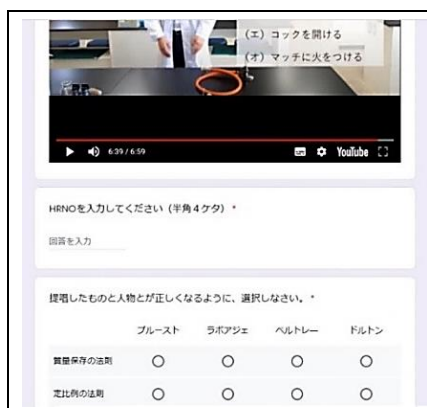 (エ) コックを開ける
(オ) マッチに火をつける
6:39 / 6:59
YouTube
HRNOを入力してください（半角4ケタ） *
回答を入力
提唱したものと人物とが正しくなるように、選択しなさい。 *
プルースト ラボアジェ ベルトレー ドルトン
質量保存の法則
定比例の法則